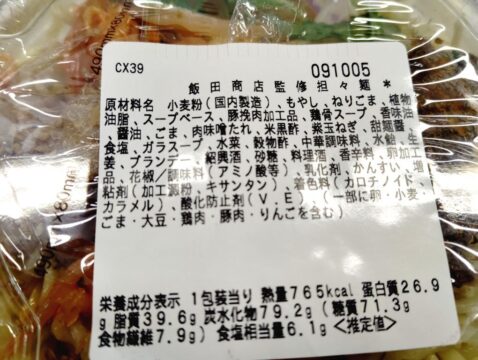 CX39 091005
飯田商店監修担々麺 *
原材料名 小麦粉(国内製造)、もやし、ねりごま、植物
油脂、スープベース、豚挽肉加工品、鶏骨スープ、香味油
、醤油、ごま、肉味噌たれ、米黒酢、紫玉ねぎ、甜麺醤、
食塩、ガラスープ、水菜、穀物酢、中華調味料、水飴、生
姜、ブランデー、紹興酒、砂糖、料理酒、香辛料、卵加工
品、花椒/調味料(アミノ酸等)、乳化剤、かんすい、増
粘剤(加工澱粉、キサンタン)、着色料(カロチノイド、
カラメル)、酸化防止剤(V.E)、(一部に卵・小麦・
ごま・大豆・鶏肉・豚肉・りんごを含む)
栄養成分表示 1包装当り 熱量765kcal 蛋白質26.9
g 脂質39.6g 炭水化物79.2g(糖質71.3g
食物繊維7.9g) 食塩相当量6.1g <推定値>